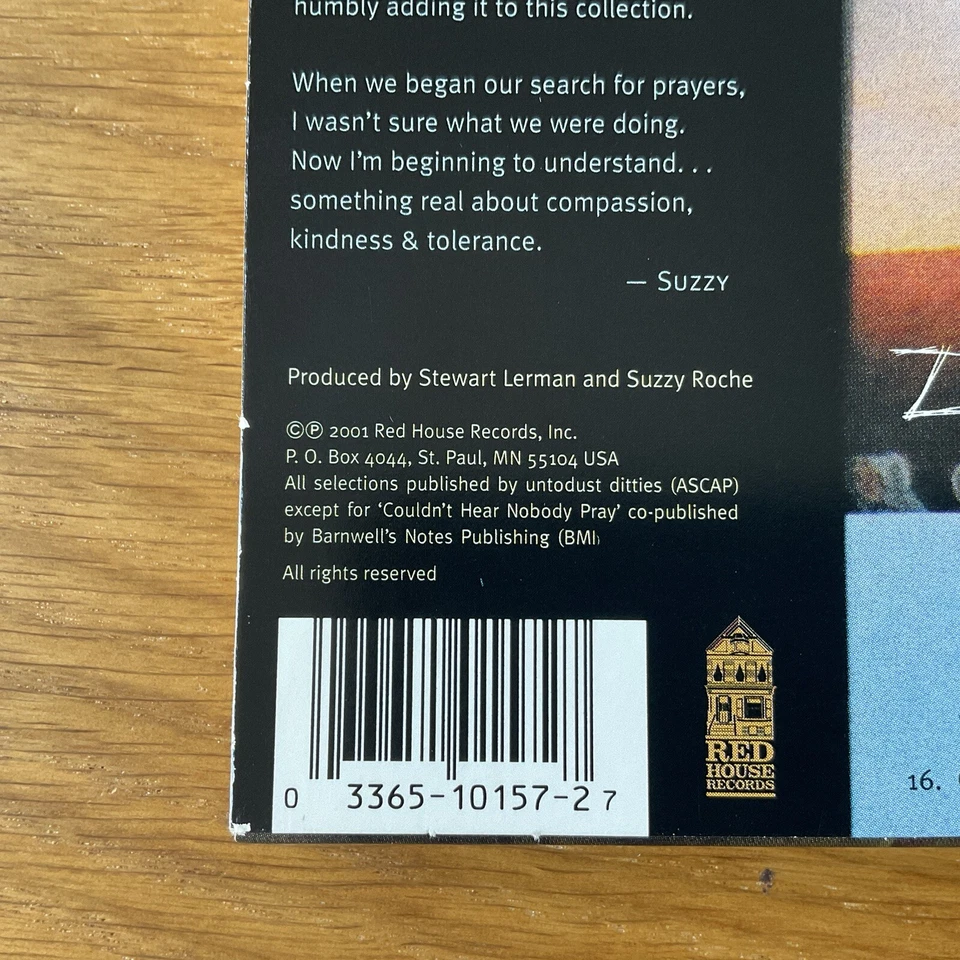 humbly adding it to this collection.
When we began our search for prayers,
I wasn't sure what we were doing.
Now I'm beginning to understand. . .
something real about compassion,
kindness & tolerance.
— Suzzy
Produced by Stewart Lerman and Suzzy Roche
©℗ 2001 Red House Records, Inc.
P. O. Box 4044, St. Paul, MN 55104 USA
All selections published by untodust ditties (ASCAP)
except for ‘Couldn't Hear Nobody Pray’ co-published
by Barnwell's Notes Publishing (BMI)
All rights reserved
0 3365-10157-2 7
RED
HOUSE
RECORDS
D
16.